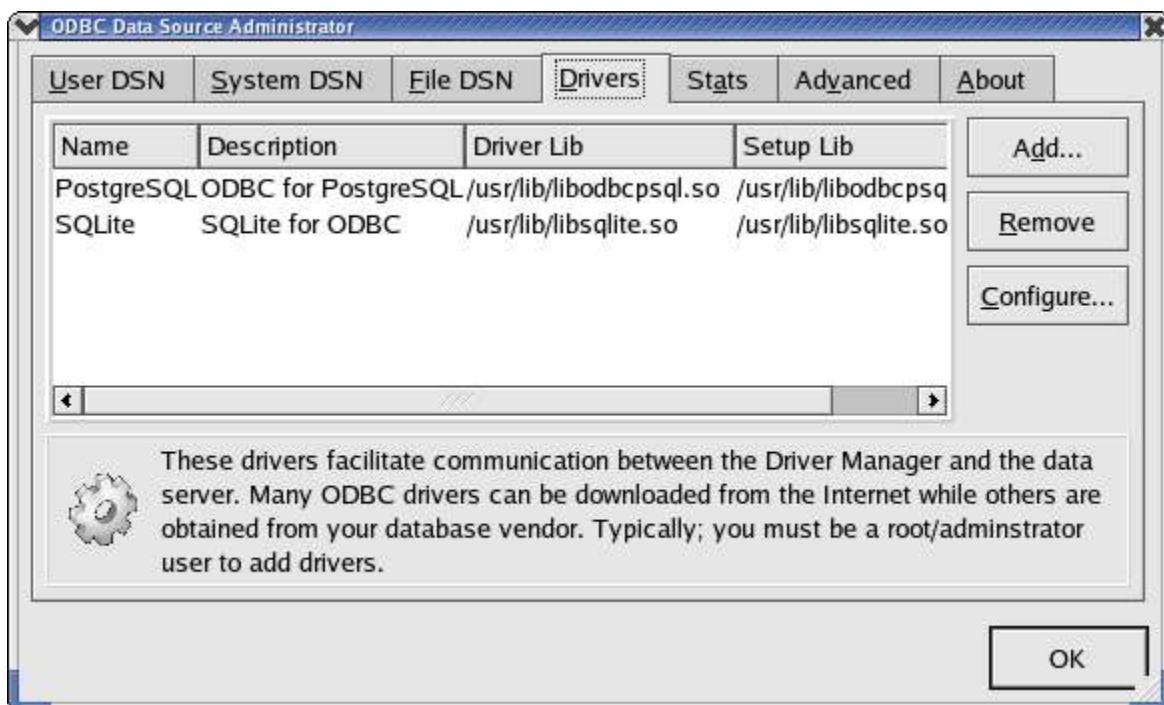 ODBC Data Source Administrator
User DSN System DSN File DSN Drivers Stats Advanced About
Name Description Driver Lib Setup Lib
PostgreSQL ODBC for PostgreSQL /usr/lib/libodbcpsql.so /usr/lib/libodbcpsq
SQLite SQLite for ODBC /usr/lib/libsqlite.so /usr/lib/libsqlite.so
Add...
Remove
Configure...
These drivers facilitate communication between the Driver Manager and the data
server. Many ODBC drivers can be downloaded from the Internet while others are
obtained from your database vendor. Typically; you must be a root/adminstrator
user to add drivers.
OK